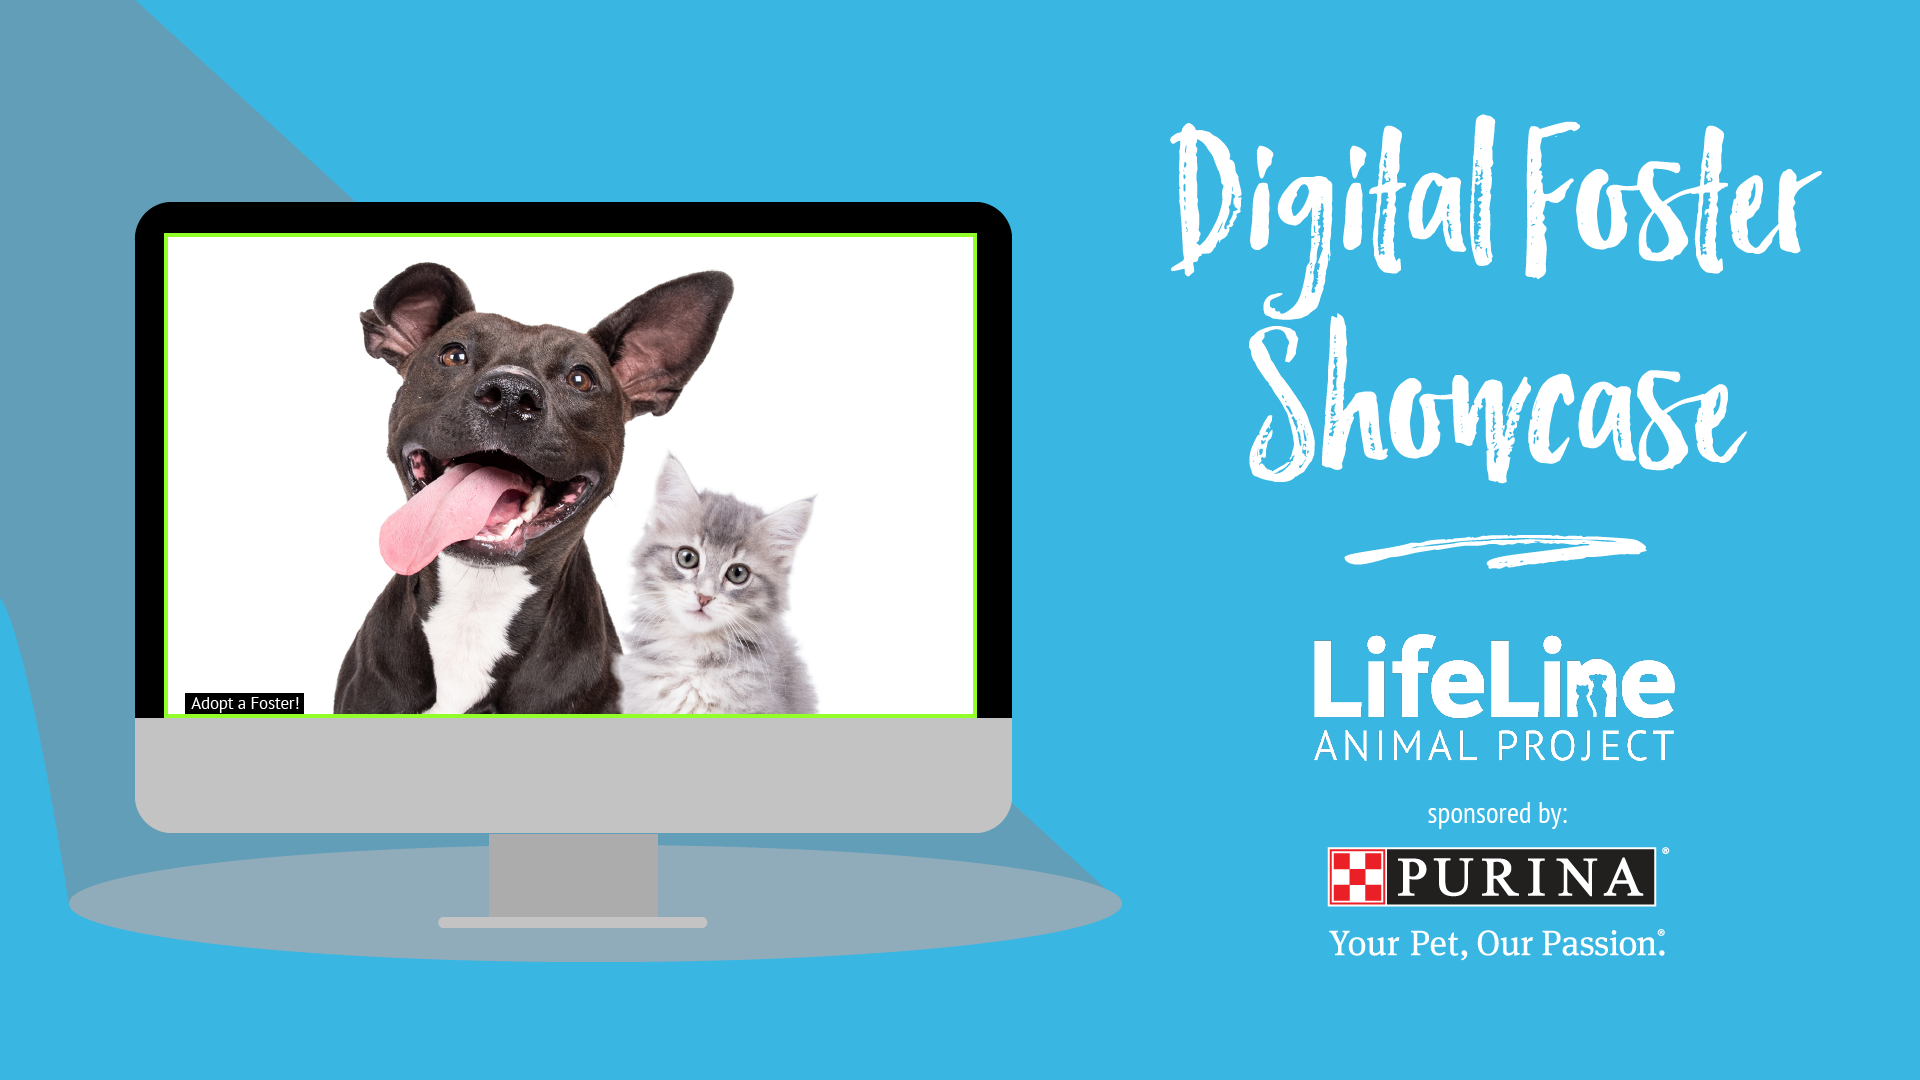 Digital Foster
Showcase
LifeLine
ANIMAL PROJECT
sponsored by:
PURINA®
Your Pet, Our Passion.®
Adopt a Foster!